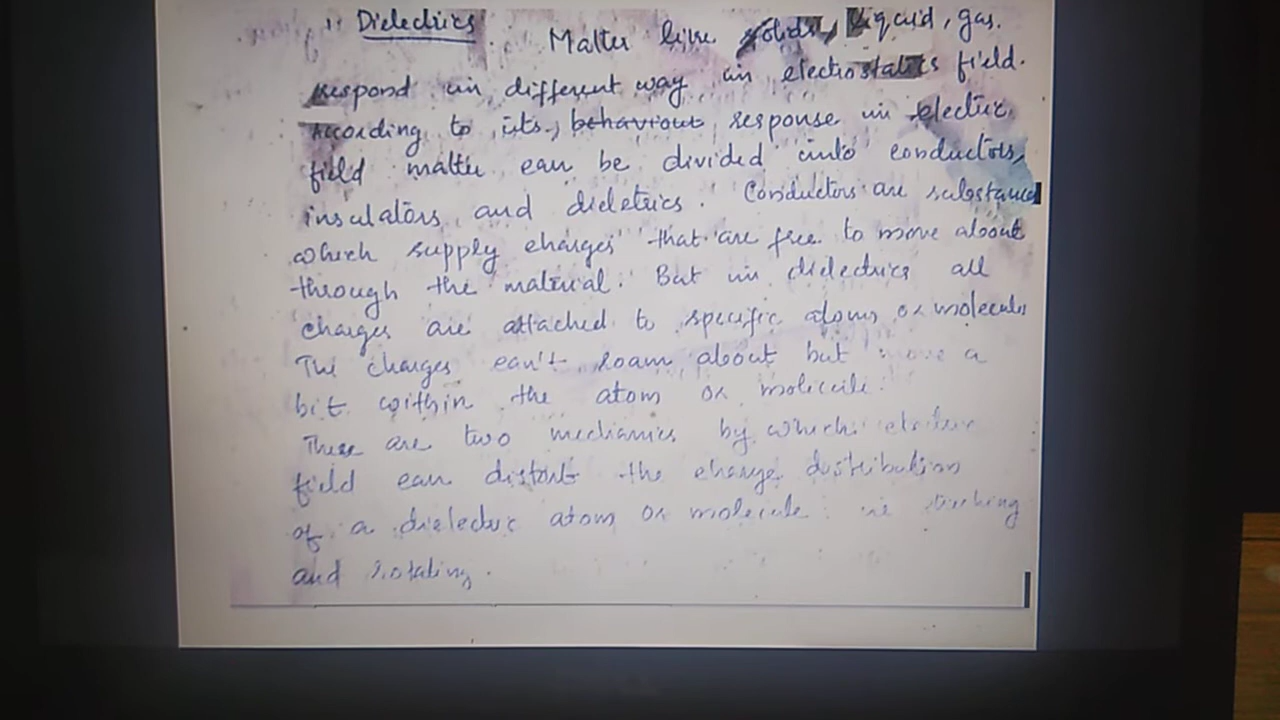 Dielectrics Matter like solids, liquid, gas.
respond in different way in electrostatics field.
According to its, behaviour response in electric
field matter can be divided into conductors,
insulators and dieletrics. Conductors are substance
which supply charges that are free to move about
through the material. But in dielectrics all
charges are attached to specific atoms or molecules
The charges can't roam about but move a
bit within the atom or molecule.
These are two mechanics by which
field can distort the charge distribution
of a dielectric atom or molecule
and rotating.